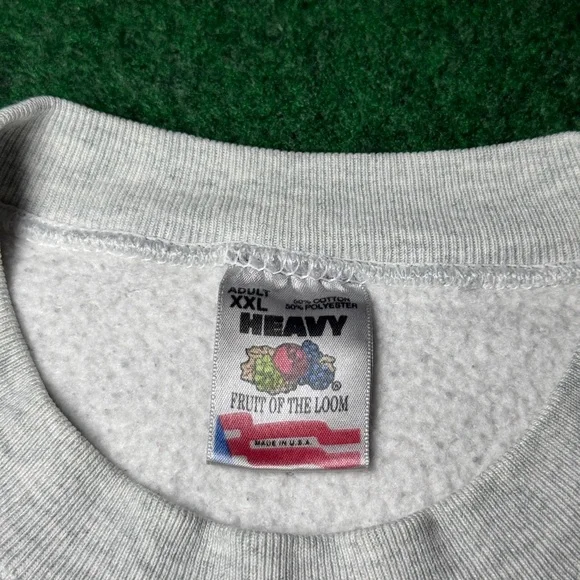 ADULT 50% COTTON
XXL 50% POLYESTER
HEAVY
®
FRUIT OF THE LOOM
MADE IN U.S.A.